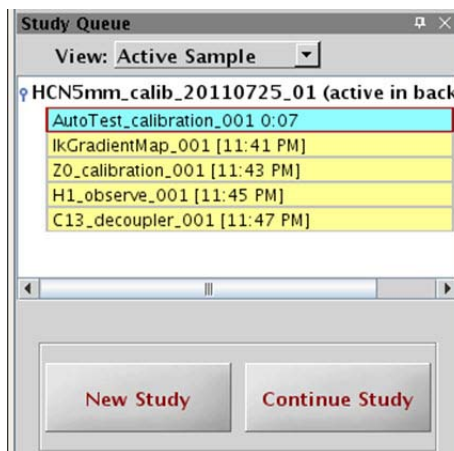 Study Queue
View: Active Sample
HCN5mm_calib_20110725_01 (active in back
AutoTest_calibration_001 0:07
lkGradientMap_001 [11:41 PM]
Z0_calibration_001 [11:43 PM]
H1_observe_001 [11:45 PM]
C13_decoupler_001 [11:47 PM]
New Study Continue Study